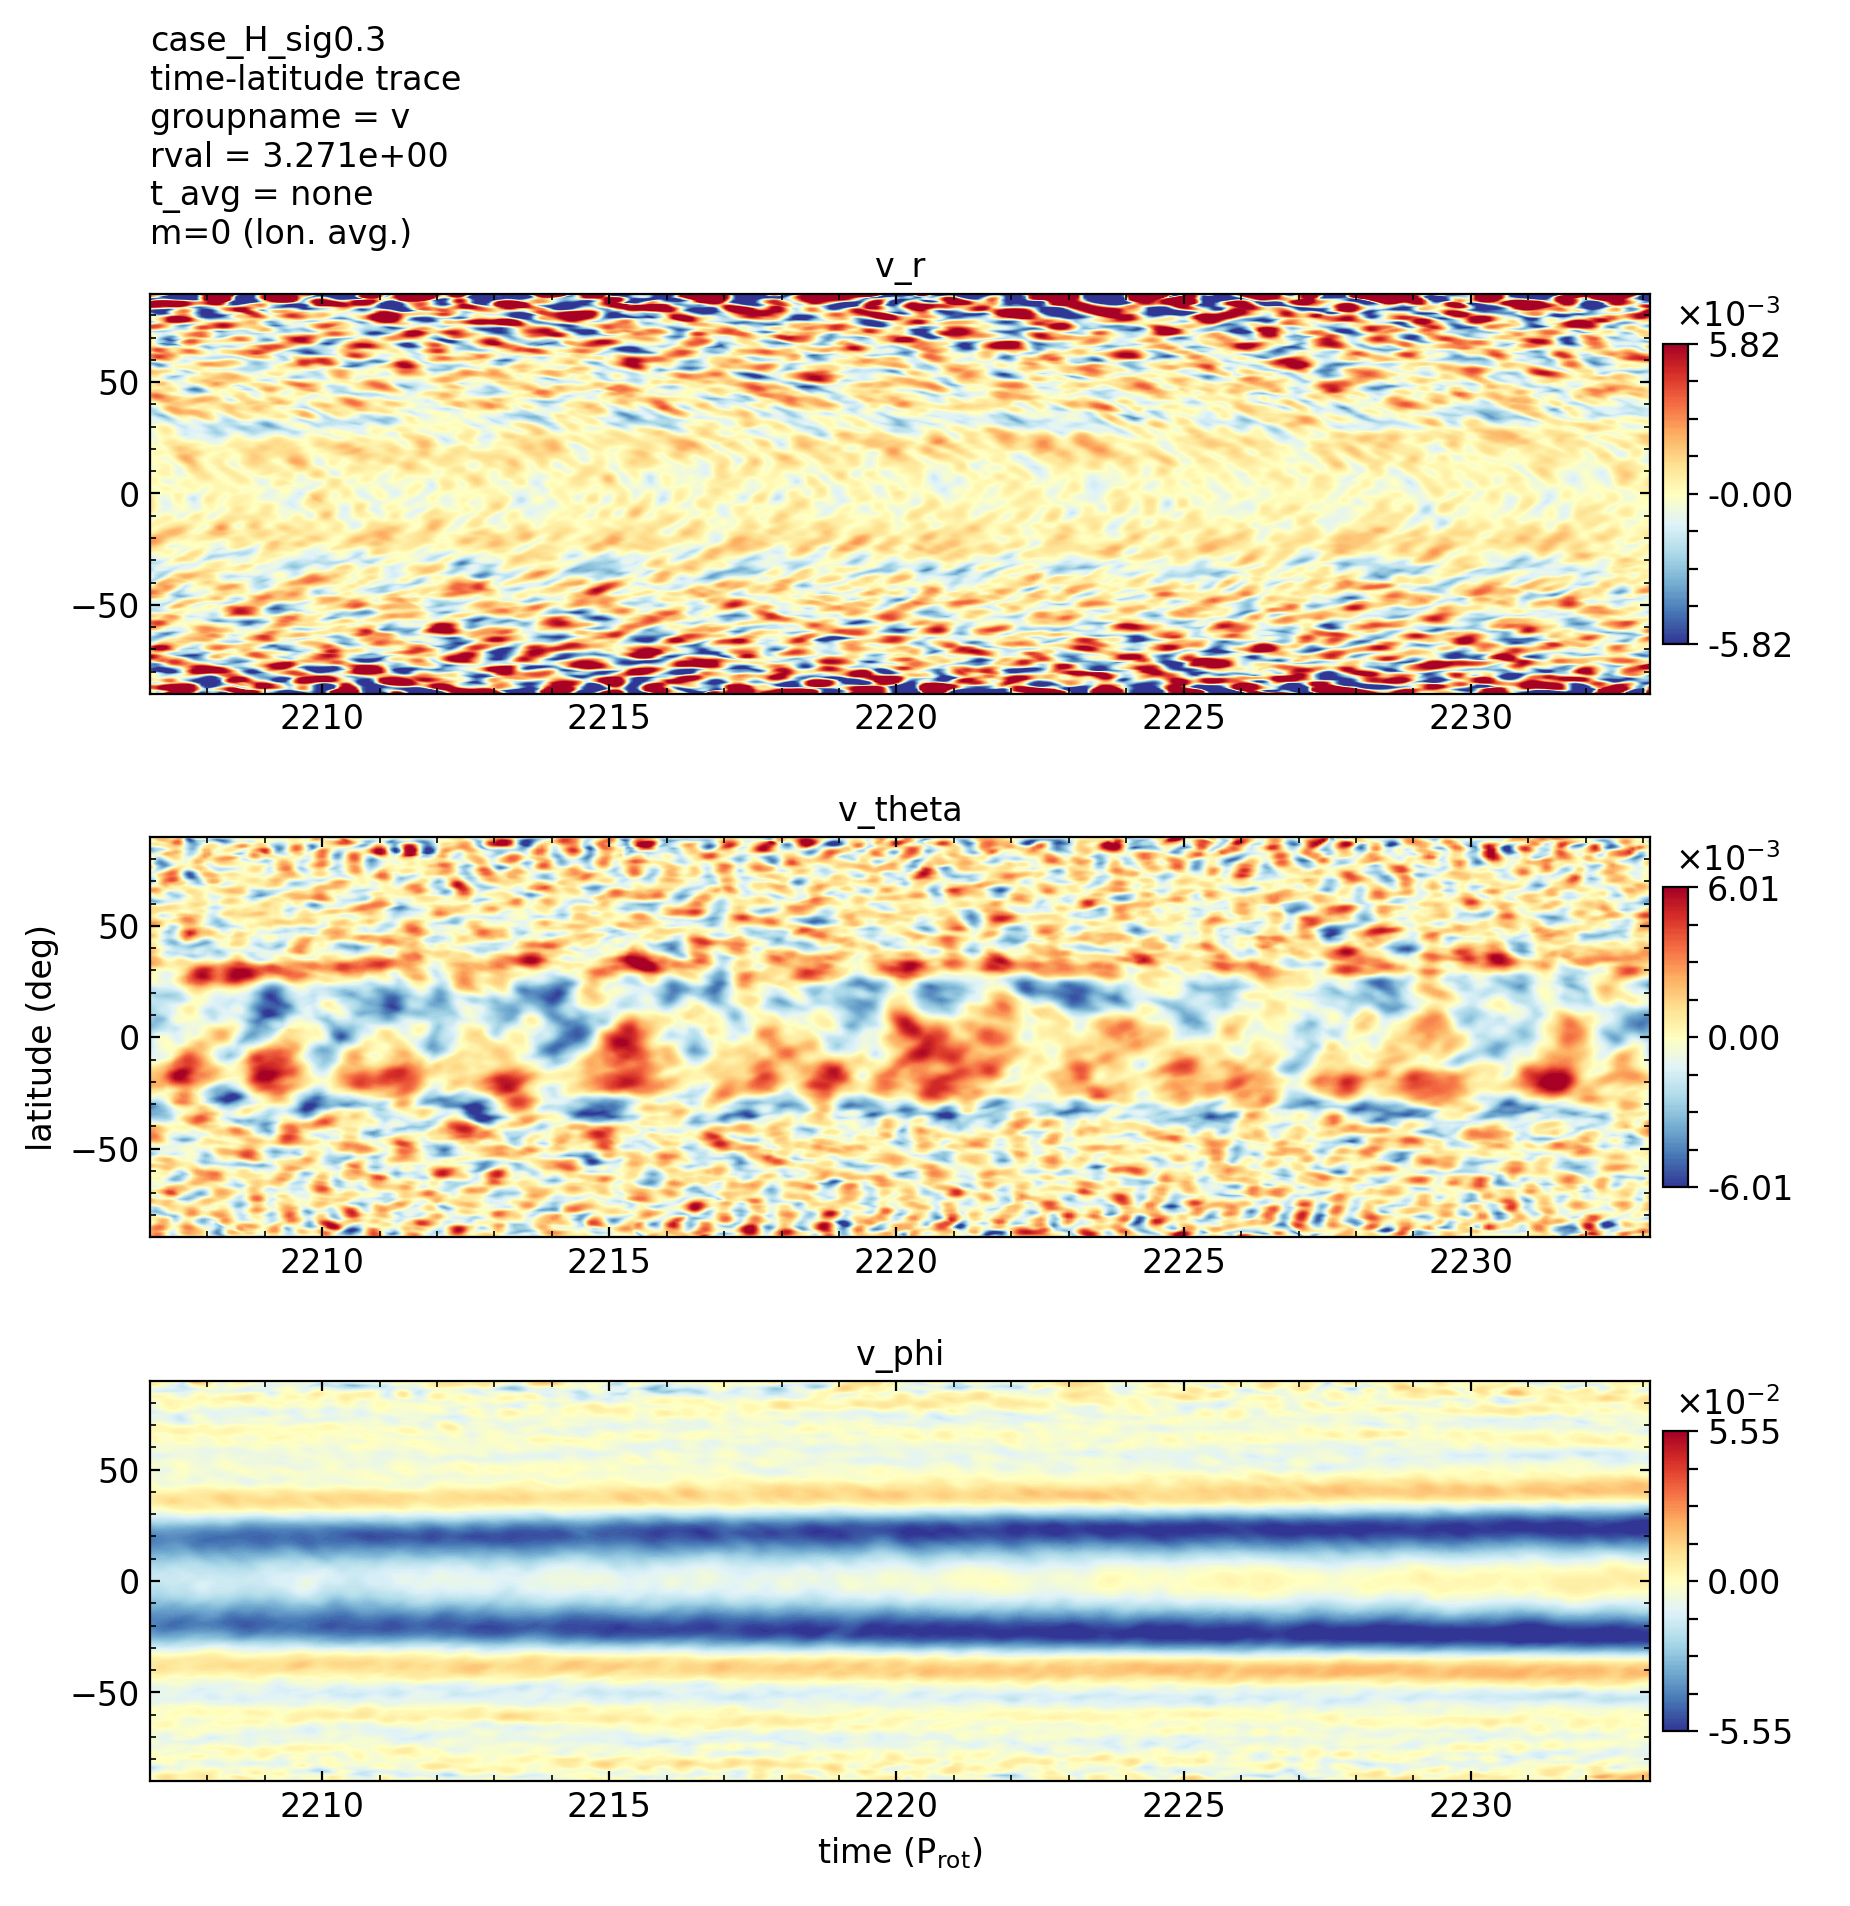 case_H_sig0.3
time-latitude trace
groupname = v
rval = 3.271e+00
t_avg = none
m=0 (lon. avg.)
v_r
×10⁻³
5.82
-0.00
-5.82
50
0
−50
2210 2215 2220 2225 2230
v_theta
×10⁻³
6.01
0.00
-6.01
latitude (deg)
50
0
−50
2210 2215 2220 2225 2230
v_phi
×10⁻²
5.55
0.00
-5.55
50
0
−50
2210 2215 2220 2225 2230
time (P_rot)